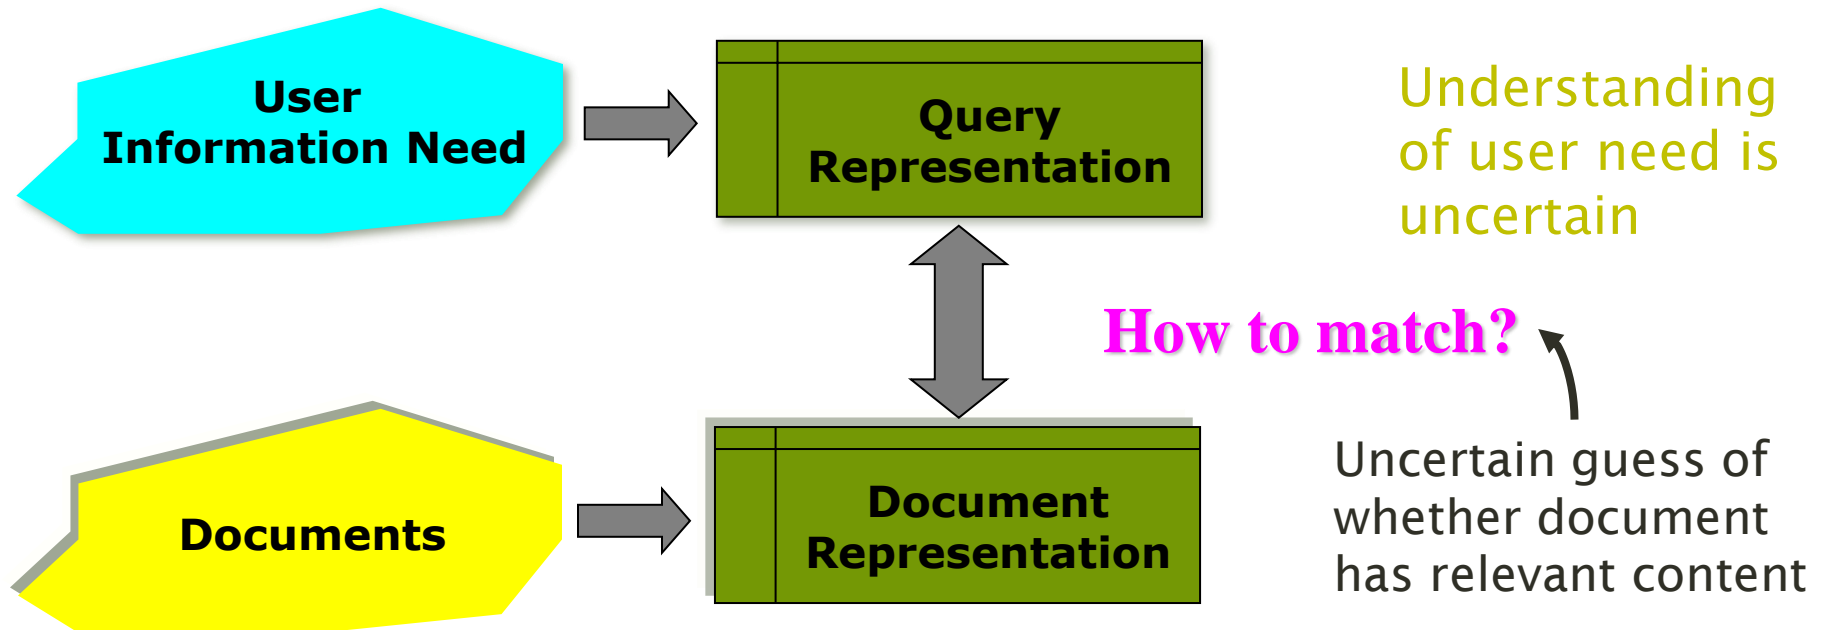 User
Information Need
Query
Representation
Understanding
of user need is
uncertain
How to match?
Documents
Document
Representation
Uncertain guess of
whether document
has relevant content